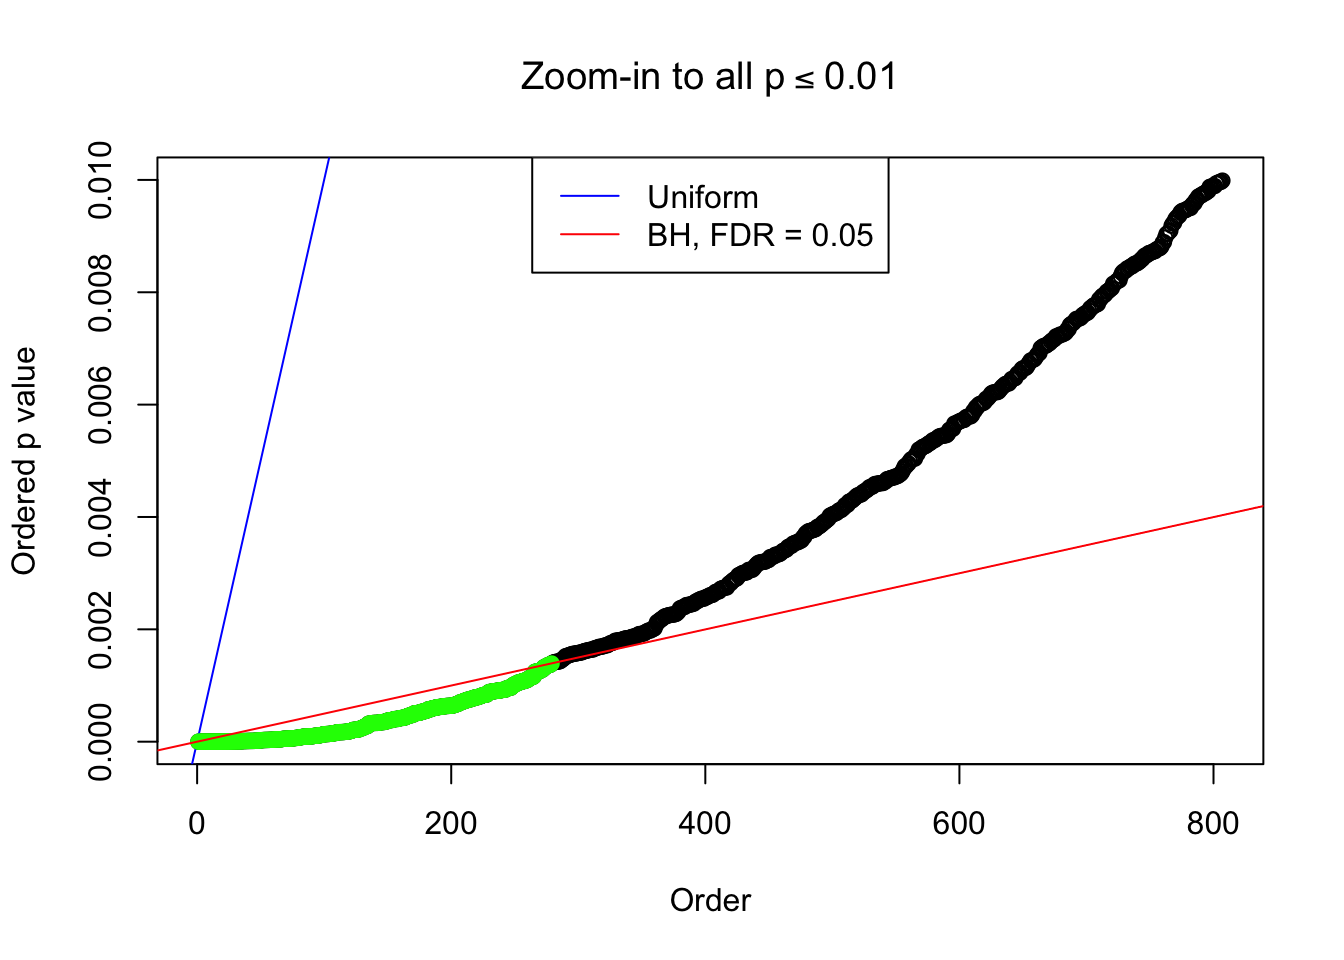 Zoom-in to all p ≤ 0.01
Uniform
BH, FDR = 0.05
Ordered p value
0.010
0.008
0.006
0.004
0.002
0.000
0 200 400 600 800
Order